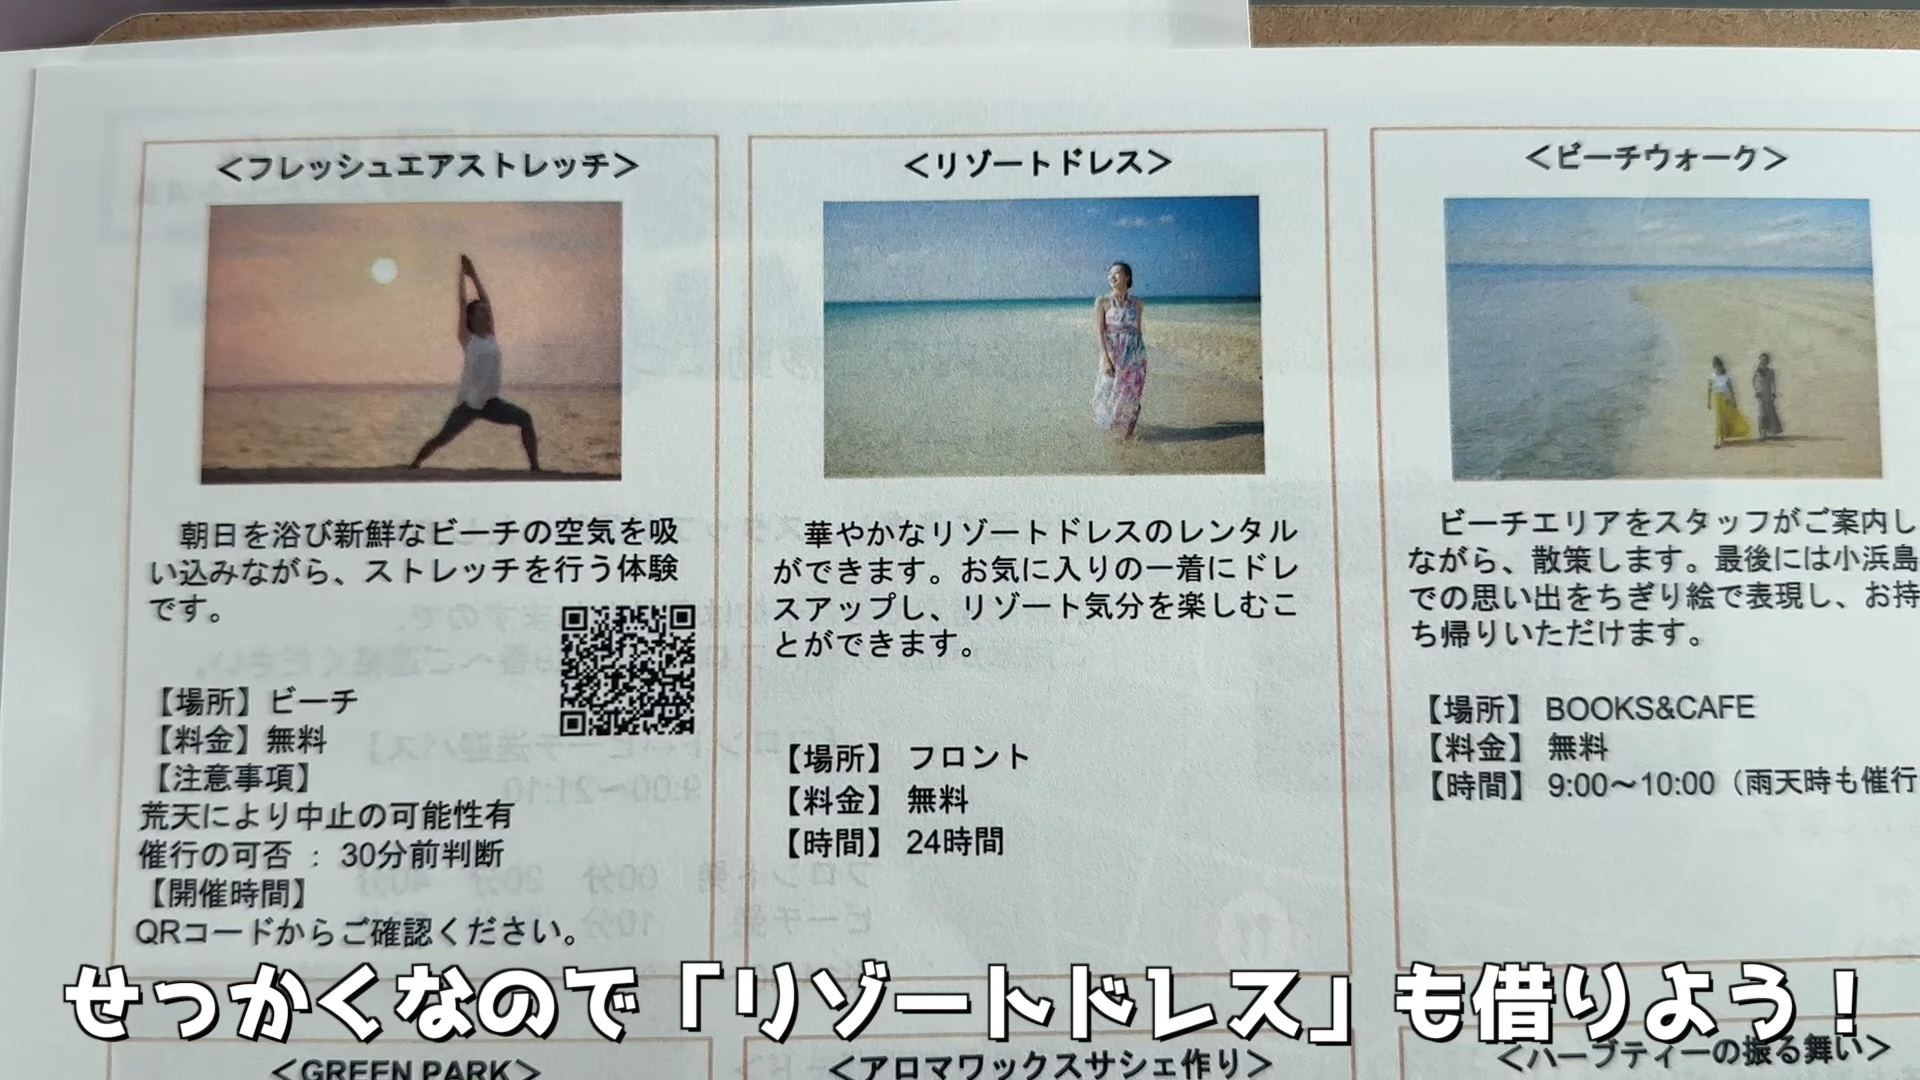 <フレッシュエアストレッチ>
朝日を浴び新鮮なビーチの空気を吸
い込みながら、ストレッチを行う体験
です。
【場所】ビーチ
【料金】無料
【注意事項】
荒天により中止の可能性有
催行の可否 : 30分前判断
【開催時間】
QRコードからご確認ください。
<リゾートドレス>
華やかなリゾートドレスのレンタル
ができます。お気に入りの一着にドレ
スアップし、リゾート気分を楽しむこ
とができます。
【場所】 フロント
【料金】 無料
【時間】 24時間
<ビーチウォーク>
ビーチエリアをスタッフがご案内し
ながら、散策します。最後には小浜島
での思い出をちぎり絵で表現し、お持
ち帰りいただけます。
【場所】 BOOKS&CAFE
【料金】 無料
【時間】 9:00～10:00（雨天時も催行
せっかくなので「リゾートドレス」も借りよう！
<GREEN PARK>
<アロマワックスサシェ作り>
<ハーブティーの振る舞い>